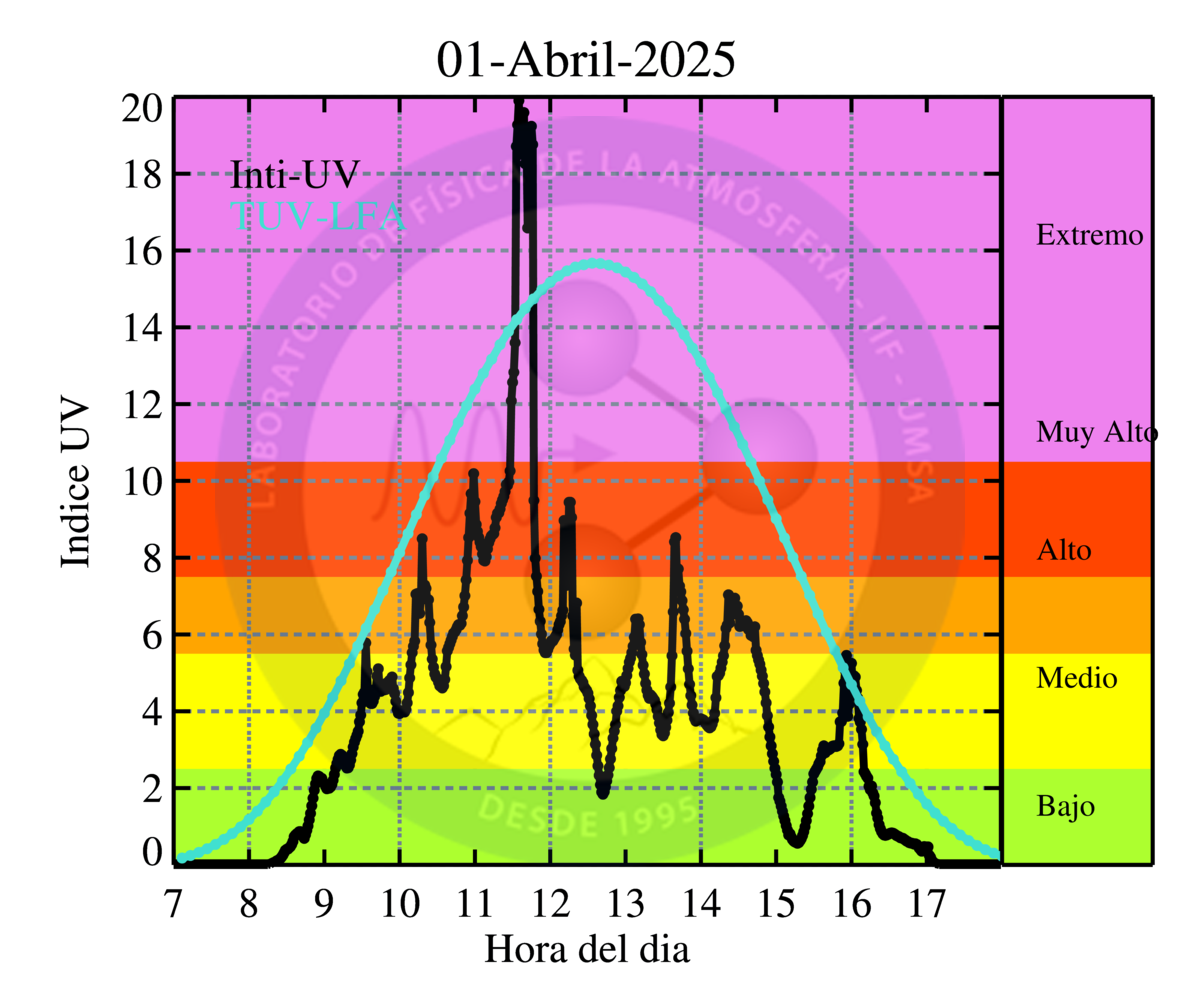 01-Abril-2025
Inti-UV
TUV-LFA
LABORATORIO DE FÍSICA DE LA ATMÓSFERA - IIF - UMSA
DESDE 1995
Indice UV
20
18
16
14
12
10
8
6
4
2
0
Extremo
Muy Alto
Alto
Medio
Bajo
7 8 9 10 11 12 13 14 15 16 17
Hora del dia